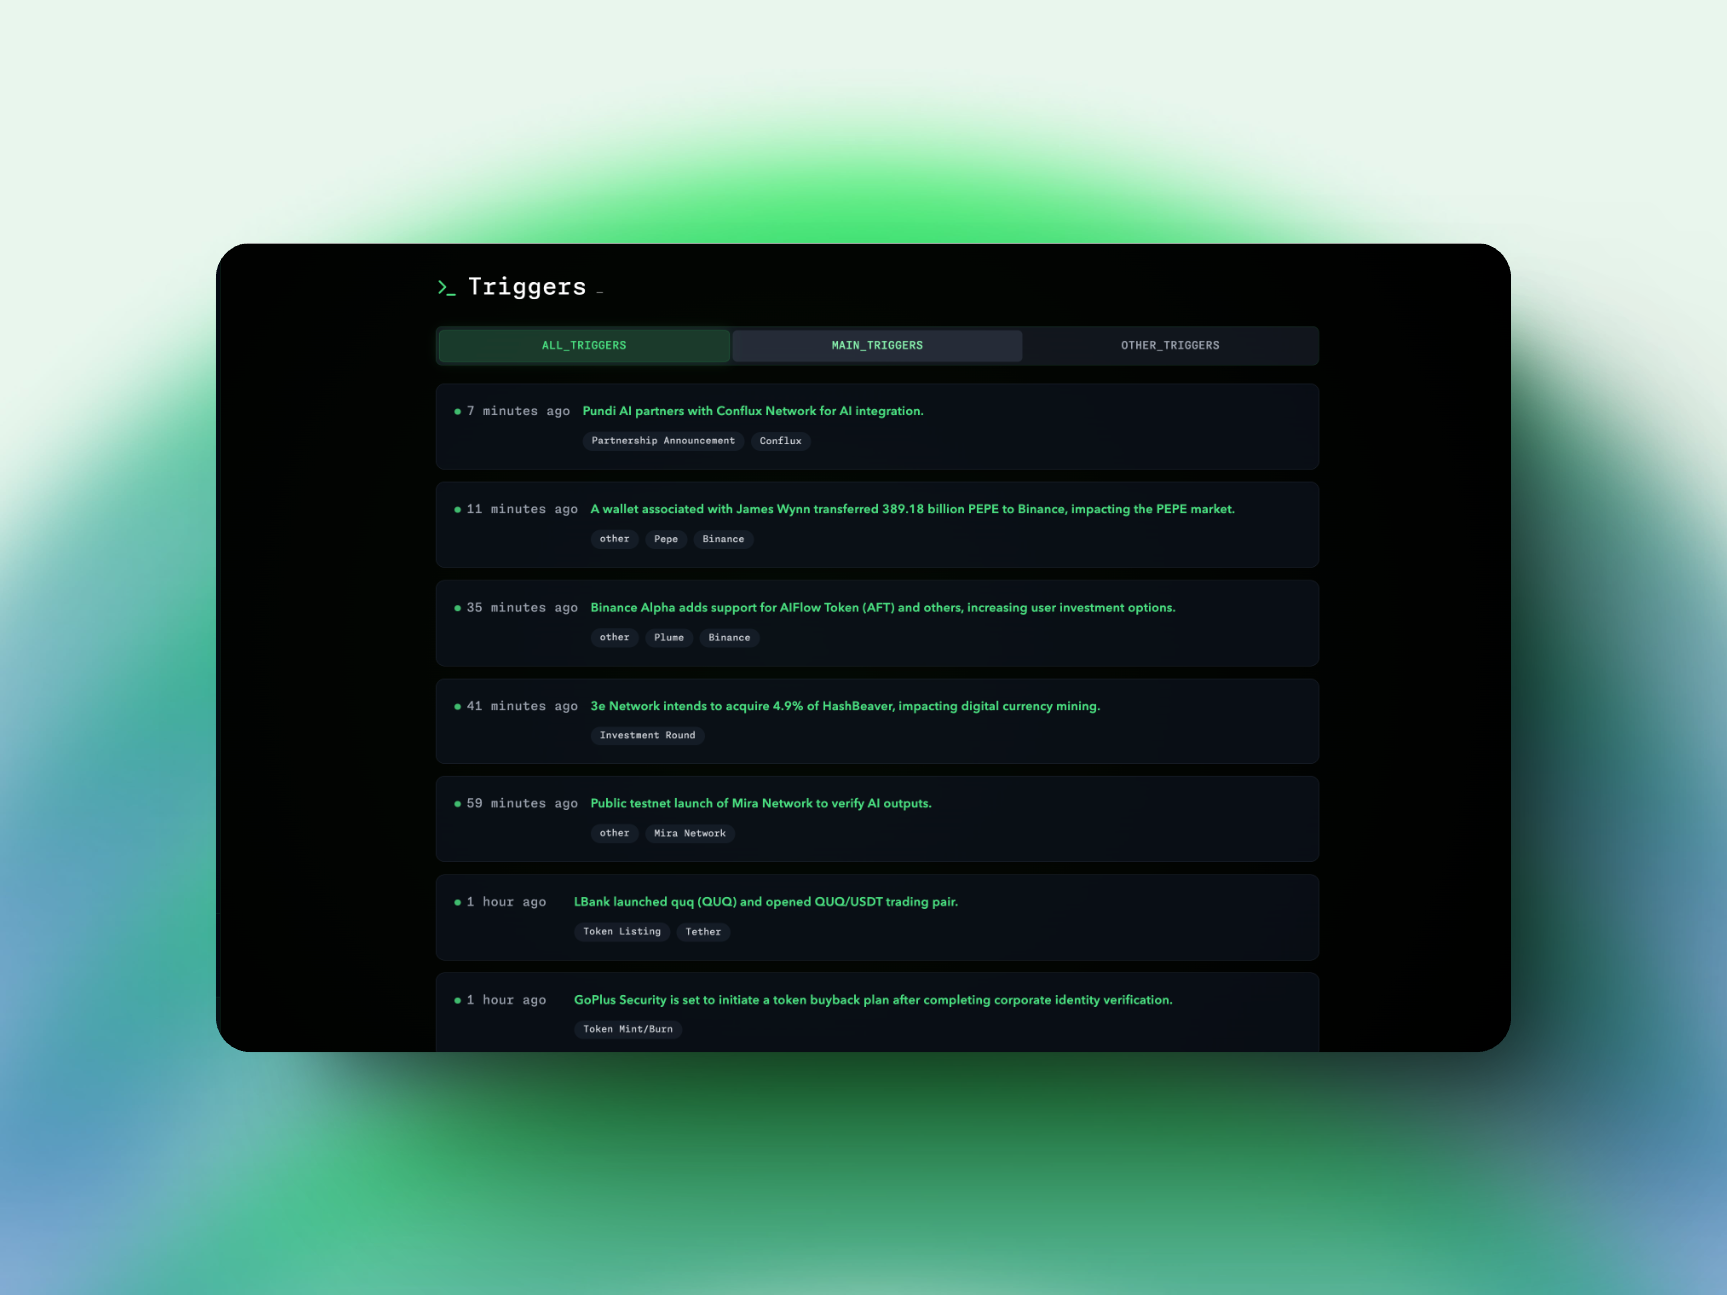 >_ Triggers _
ALL_TRIGGERS MAIN_TRIGGERS OTHER_TRIGGERS
7 minutes ago Pundi AI partners with Conflux Network for AI integration.
Partnership Announcement Conflux
11 minutes ago A wallet associated with James Wynn transferred 389.18 billion PEPE to Binance, impacting the PEPE market.
other Pepe Binance
35 minutes ago Binance Alpha adds support for AIFlow Token (AFT) and others, increasing user investment options.
other Plume Binance
41 minutes ago 3e Network intends to acquire 4.9% of HashBeaver, impacting digital currency mining.
Investment Round
59 minutes ago Public testnet launch of Mira Network to verify AI outputs.
other Mira Network
1 hour ago LBank launched quq (QUQ) and opened QUQ/USDT trading pair.
Token Listing Tether
1 hour ago GoPlus Security is set to initiate a token buyback plan after completing corporate identity verification.
Token Mint/Burn